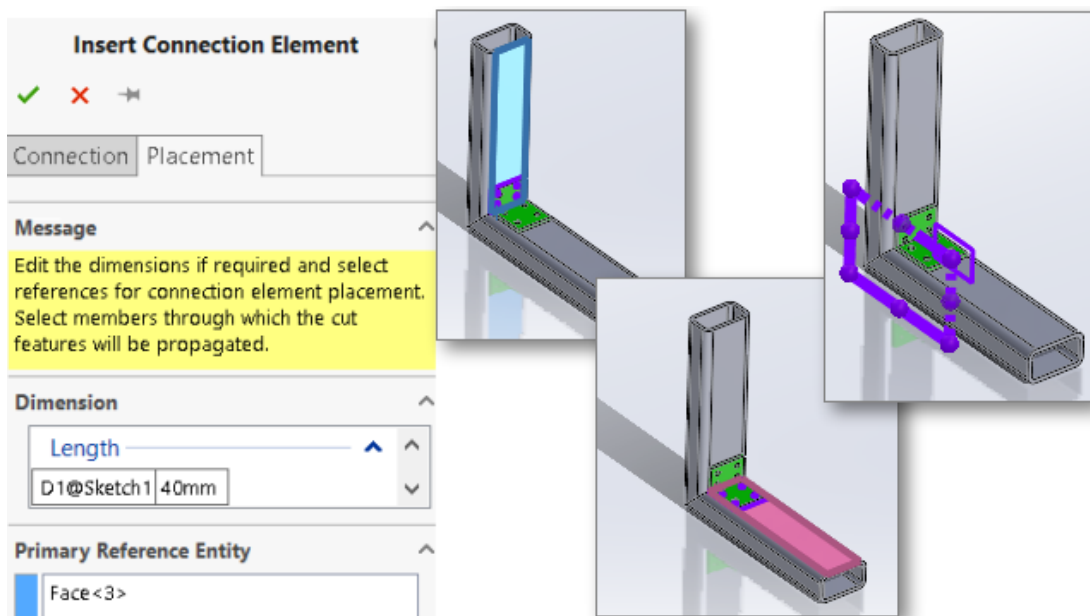 Insert Connection Element
Connection Placement
Message
Edit the dimensions if required and select
references for connection element placement.
Select members through which the cut
features will be propagated.
Dimension
Length
D1@Sketch1 40mm
Primary Reference Entity
Face<3>